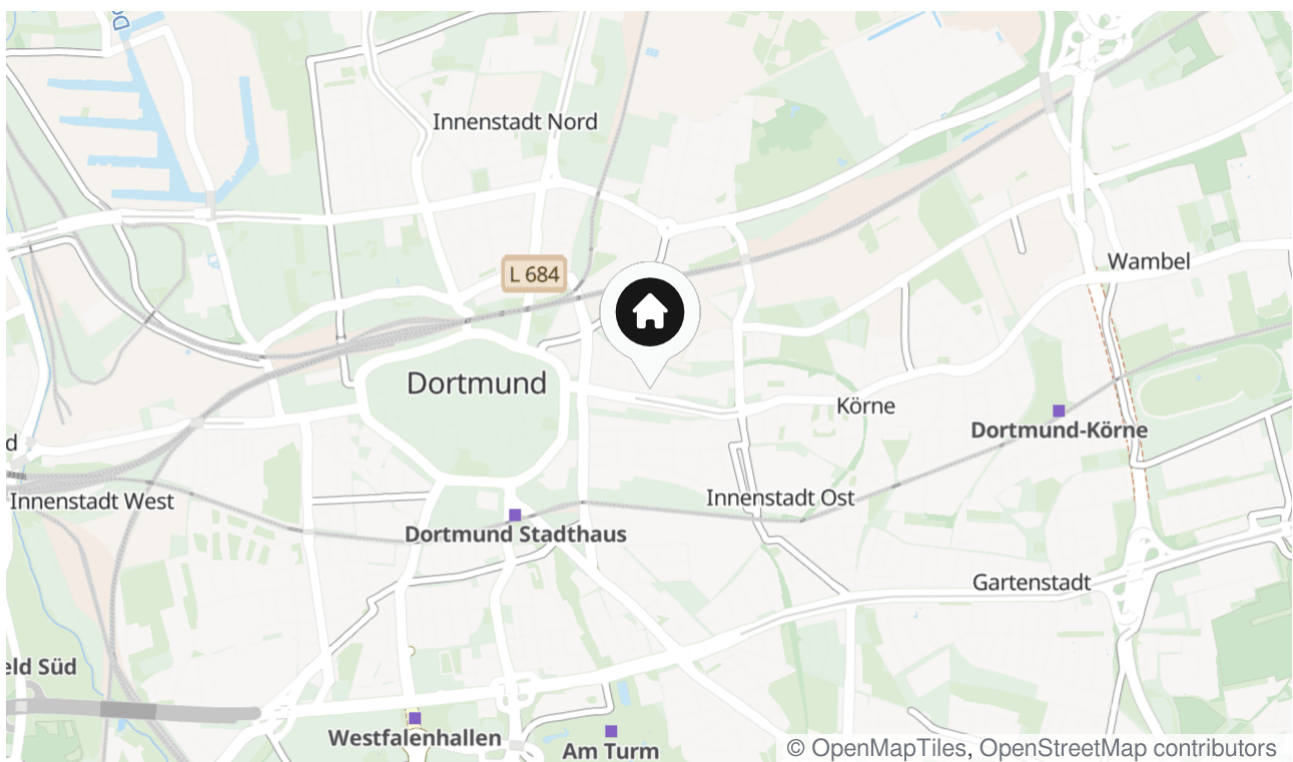 Innenstadt Nord
L 684
Wambel
Dortmund
Körne
Dortmund-Körne
Innenstadt West
Innenstadt Ost
Dortmund Stadthaus
Gartenstadt
eld Süd
Westfalenhallen
Am Turm
© OpenMapTiles, OpenStreetMap contributors